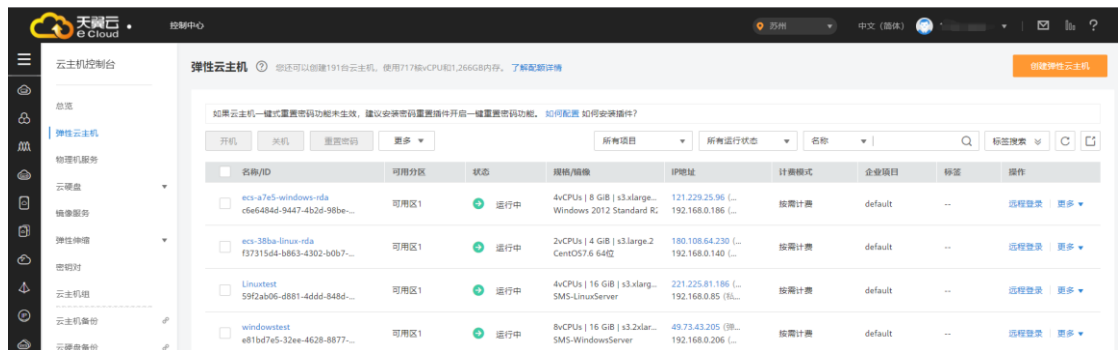 天翼云
e Cloud
控制中心
苏州
中文（简体）
云主机控制台
总览
弹性云主机
物理机服务
云硬盘
镜像服务
弹性伸缩
密钥对
云主机组
云主机备份
云硬盘备份
弹性云主机 ? 您还可以创建191台云主机，使用717核vCPU和1,266GB内存。 了解配额详情
创建弹性云主机
如果云主机一键式重置密码功能未生效，建议安装密码重置插件开启一键重置密码功能。 如何配置 如何安装插件?
开机 关机 重置密码 更多 所有项目 所有运行状态 名称 标签搜索
名称/ID 可用分区 状态 规格/镜像 IP地址 计费模式 企业项目 标签 操作
ecs-a7e5-windows-rda 可用区1 运行中 4vCPUs | 8 GiB | s3.xlarge... 121.229.25.96 (... 按需计费 default -- 远程登录 更多
c6e6484d-9447-4b2d-98be-... Windows 2012 Standard R2 192.168.0.186 (...
ecs-38ba-linux-rda 可用区1 运行中 2vCPUs | 4 GiB | s3.large.2 180.108.64.230 (... 按需计费 default -- 远程登录 更多
f37315d4-b863-4302-b0b7-... CentOS7.6 64位 192.168.0.140 (...
Linuxtest 可用区1 运行中 4vCPUs | 16 GiB | s3.xlarg... 221.225.81.186 (... 按需计费 default -- 远程登录 更多
59f2ab06-d881-4ddd-848d-... SMS-LinuxServer 192.168.0.85 (私...
windowstest 可用区1 运行中 8vCPUs | 16 GiB | s3.2xlar... 49.73.43.205 (弹... 按需计费 default -- 远程登录 更多
e81bd7e5-32ee-4628-8877-... SMS-WindowsServer 192.168.0.206 (...